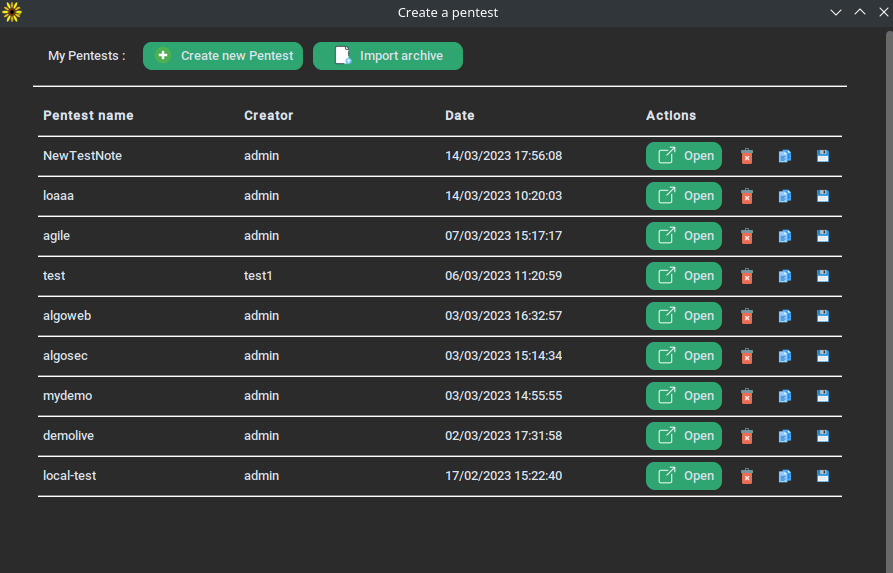 Create a pentest
My Pentests : Create new Pentest Import archive
Pentest name Creator Date Actions
NewTestNote admin 14/03/2023 17:56:08 Open
loaaa admin 14/03/2023 10:20:03 Open
agile admin 07/03/2023 15:17:17 Open
test test1 06/03/2023 11:20:59 Open
algoweb admin 03/03/2023 16:32:57 Open
algosec admin 03/03/2023 15:14:34 Open
mydemo admin 03/03/2023 14:55:55 Open
demolive admin 02/03/2023 17:31:58 Open
local-test admin 17/02/2023 15:22:40 Open